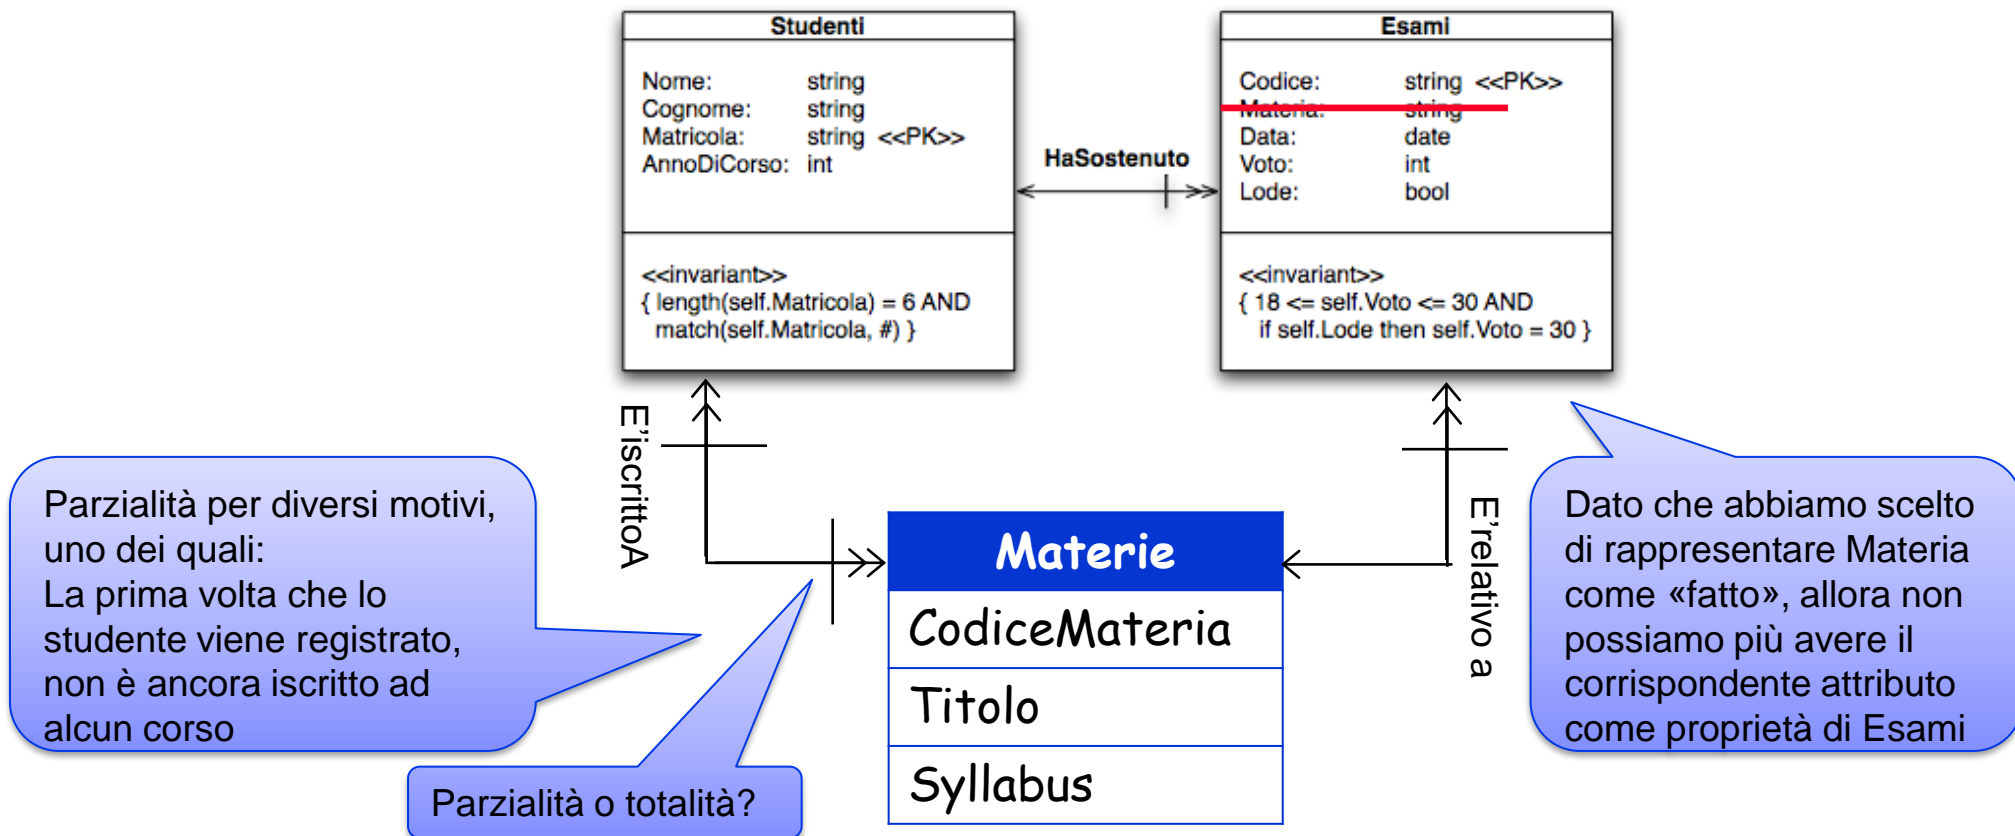 Studenti
Nome: string
Cognome: string
Matricola: string <<PK>>
AnnoDiCorso: int
<<invariant>>
{ length(self.Matricola) = 6 AND
match(self.Matricola, #) }
HaSostenuto
Esami
Codice: string <<PK>>
Materia: string
Data: date
Voto: int
Lode: bool
<<invariant>>
{ 18 <= self.Voto <= 30 AND
if self.Lode then self.Voto = 30 }
E'iscrittoA
E'relativo a
Parzialità per diversi motivi,
uno dei quali:
La prima volta che lo
studente viene registrato,
non è ancora iscritto ad
alcun corso
Parzialità o totalità?
Materie
CodiceMateria
Titolo
Syllabus
Dato che abbiamo scelto
di rappresentare Materia
come «fatto», allora non
possiamo più avere il
corrispondente attributo
come proprietà di Esami